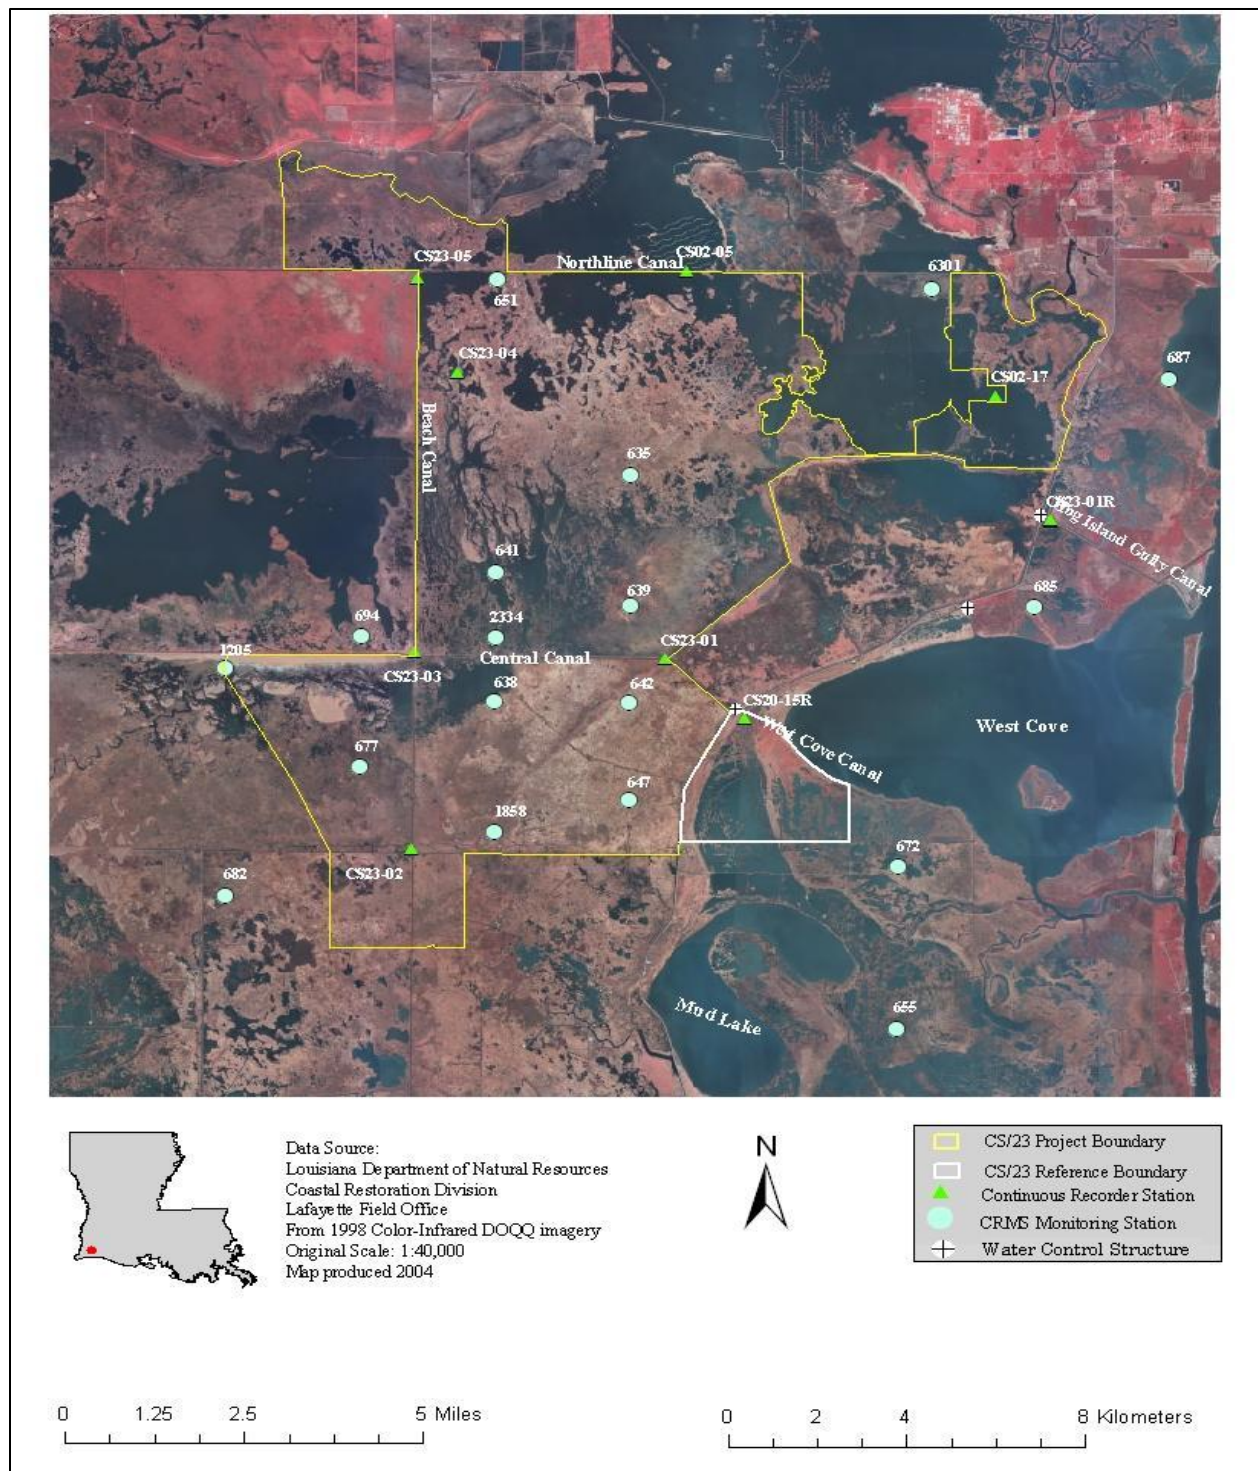 CS23-05
Northline Canal
CS02-05
6301
651
687
CS23-04
CS02-17
Beach Canal
635
CS23-01R
Hog Island Gully Canal
641
639
685
694
2334
1205
Central Canal
CS23-01
CS23-03
638
642
CS20-15R
West Cove Canal
West Cove
677
647
1858
672
CS23-02
682
Mud Lake
655
Data Source:
Louisiana Department of Natural Resources
Coastal Restoration Division
Lafayette Field Office
From 1998 Color-Infrared DOQQ imagery
Original Scale: 1:40,000
Map produced 2004
N
CS/23 Project Boundary
CS/23 Reference Boundary
Continuous Recorder Station
CRMS Monitoring Station
Water Control Structure
0 1.25 2.5 5 Miles
0 2 4 8 Kilometers